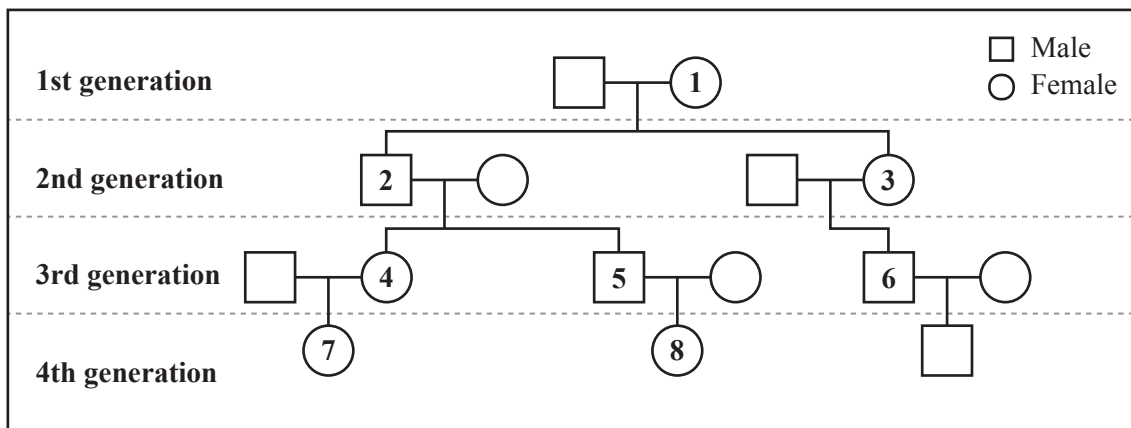 Male
Female
1st generation
1
2nd generation
2
3
3rd generation
4
5
6
4th generation
7
8